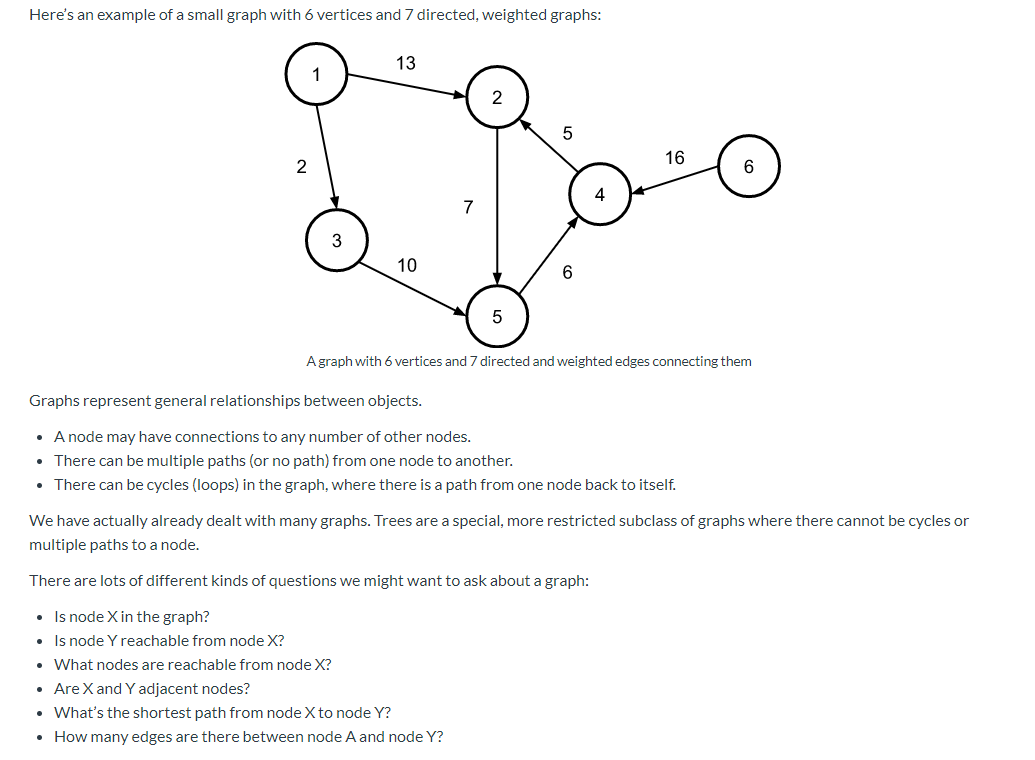 Here's an example of a small graph with 6 vertices and 7 directed, weighted graphs:
13
1
2
5
16
6
2
4
7
3
10
6
5
A graph with 6 vertices and 7 directed and weighted edges connecting them
Graphs represent general relationships between objects.
• A node may have connections to any number of other nodes.
• There can be multiple paths (or no path) from one node to another.
• There can be cycles (loops) in the graph, where there is a path from one node back to itself.
We have actually already dealt with many graphs. Trees are a special, more restricted subclass of graphs where there cannot be cycles or
multiple paths to a node.
There are lots of different kinds of questions we might want to ask about a graph:
• Is node X in the graph?
• Is node Y reachable from node X?
• What nodes are reachable from node X?
• Are X and Y adjacent nodes?
• What's the shortest path from node X to node Y?
• How many edges are there between node A and node Y?